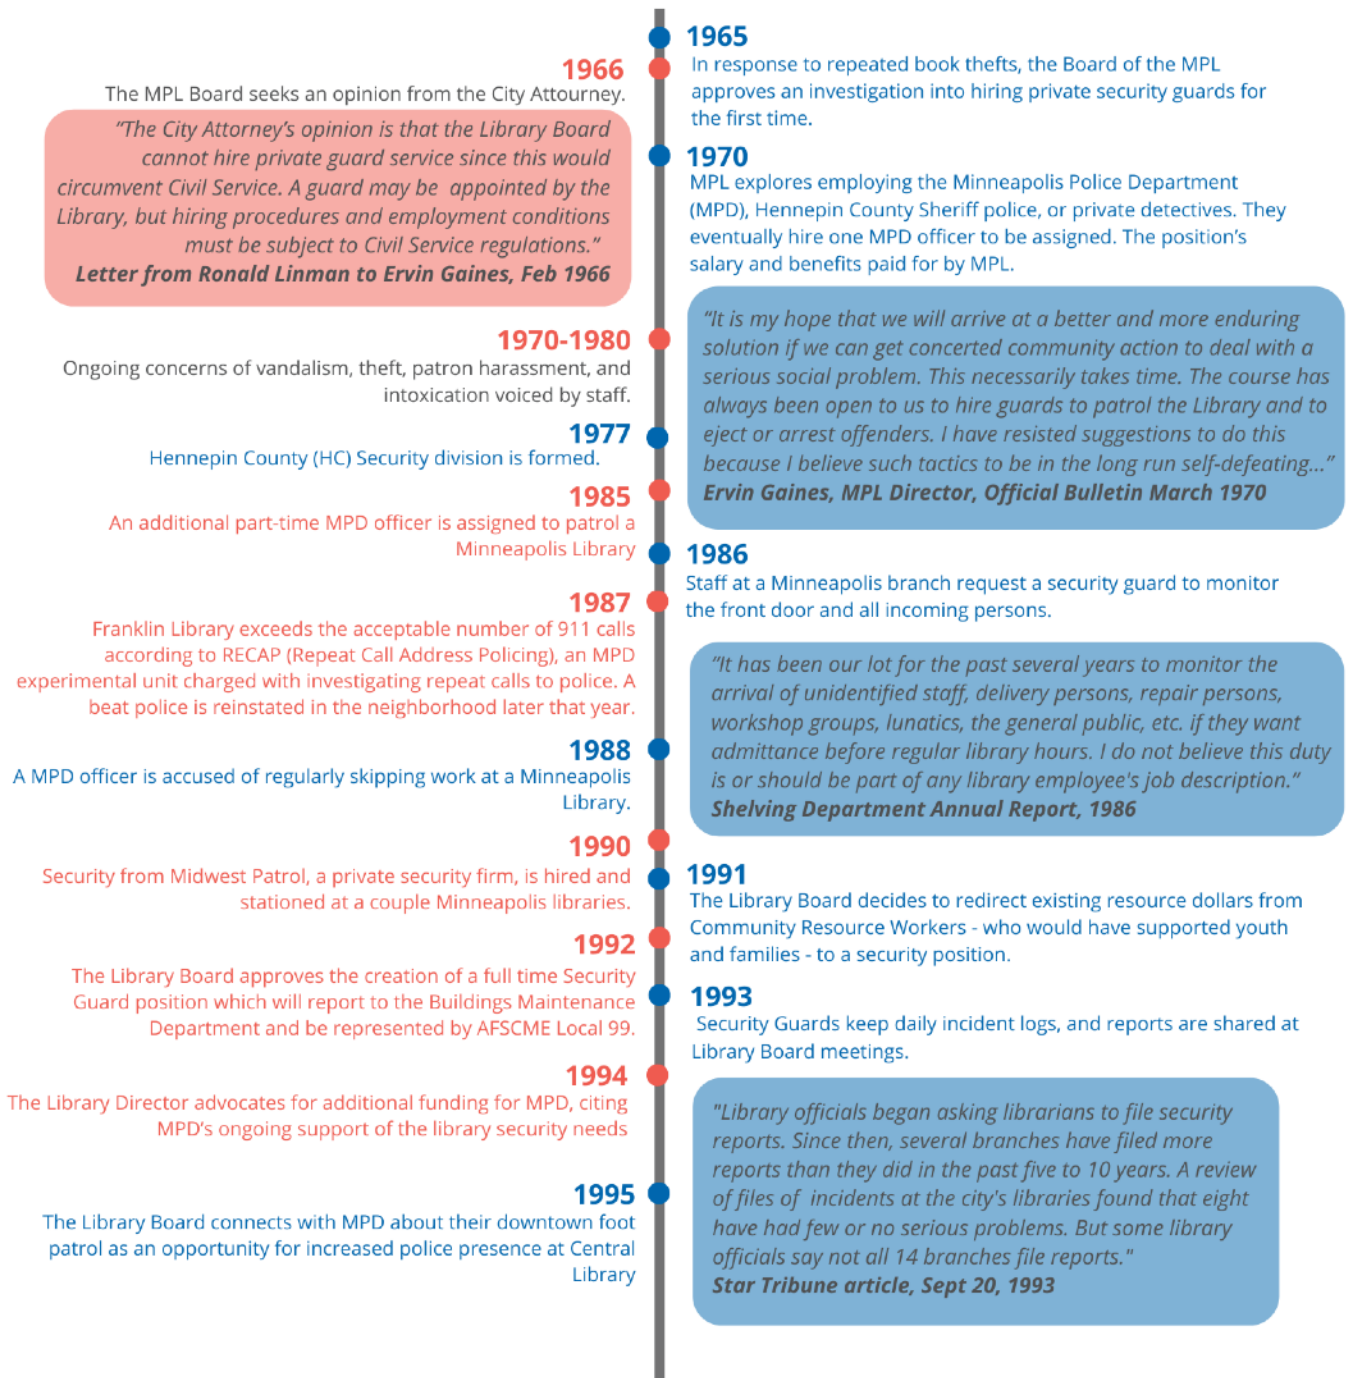 1965
In response to repeated book thefts, the Board of the MPL
approves an investigation into hiring private security guards for
the first time.
1966
The MPL Board seeks an opinion from the City Attourney.
“The City Attorney’s opinion is that the Library Board
cannot hire private guard service since this would
circumvent Civil Service. A guard may be appointed by the
Library, but hiring procedures and employment conditions
must be subject to Civil Service regulations.”
Letter from Ronald Linman to Ervin Gaines, Feb 1966
1970
MPL explores employing the Minneapolis Police Department
(MPD), Hennepin County Sheriff police, or private detectives. They
eventually hire one MPD officer to be assigned. The position’s
salary and benefits paid for by MPL.
“It is my hope that we will arrive at a better and more enduring
solution if we can get concerted community action to deal with a
serious social problem. This necessarily takes time. The course has
always been open to us to hire guards to patrol the Library and to
eject or arrest offenders. I have resisted suggestions to do this
because I believe such tactics to be in the long run self-defeating...”
Ervin Gaines, MPL Director, Official Bulletin March 1970
1970-1980
Ongoing concerns of vandalism, theft, patron harassment, and
intoxication voiced by staff.
1977
Hennepin County (HC) Security division is formed.
1985
An additional part-time MPD officer is assigned to patrol a
Minneapolis Library
1986
Staff at a Minneapolis branch request a security guard to monitor
the front door and all incoming persons.
“It has been our lot for the past several years to monitor the
arrival of unidentified staff, delivery persons, repair persons,
workshop groups, lunatics, the general public, etc. if they want
admittance before regular library hours. I do not believe this duty
is or should be part of any library employee's job description.”
Shelving Department Annual Report, 1986
1987
Franklin Library exceeds the acceptable number of 911 calls
according to RECAP (Repeat Call Address Policing), an MPD
experimental unit charged with investigating repeat calls to police. A
beat police is reinstated in the neighborhood later that year.
1988
A MPD officer is accused of regularly skipping work at a Minneapolis
Library.
1990
Security from Midwest Patrol, a private security firm, is hired and
stationed at a couple Minneapolis libraries.
1991
The Library Board decides to redirect existing resource dollars from
Community Resource Workers - who would have supported youth
and families - to a security position.
1992
The Library Board approves the creation of a full time Security
Guard position which will report to the Buildings Maintenance
Department and be represented by AFSCME Local 99.
1993
Security Guards keep daily incident logs, and reports are shared at
Library Board meetings.
"Library officials began asking librarians to file security
reports. Since then, several branches have filed more
reports than they did in the past five to 10 years. A review
of files of incidents at the city's libraries found that eight
have had few or no serious problems. But some library
officials say not all 14 branches file reports."
Star Tribune article, Sept 20, 1993
1994
The Library Director advocates for additional funding for MPD, citing
MPD’s ongoing support of the library security needs
1995
The Library Board connects with MPD about their downtown foot
patrol as an opportunity for increased police presence at Central
Library